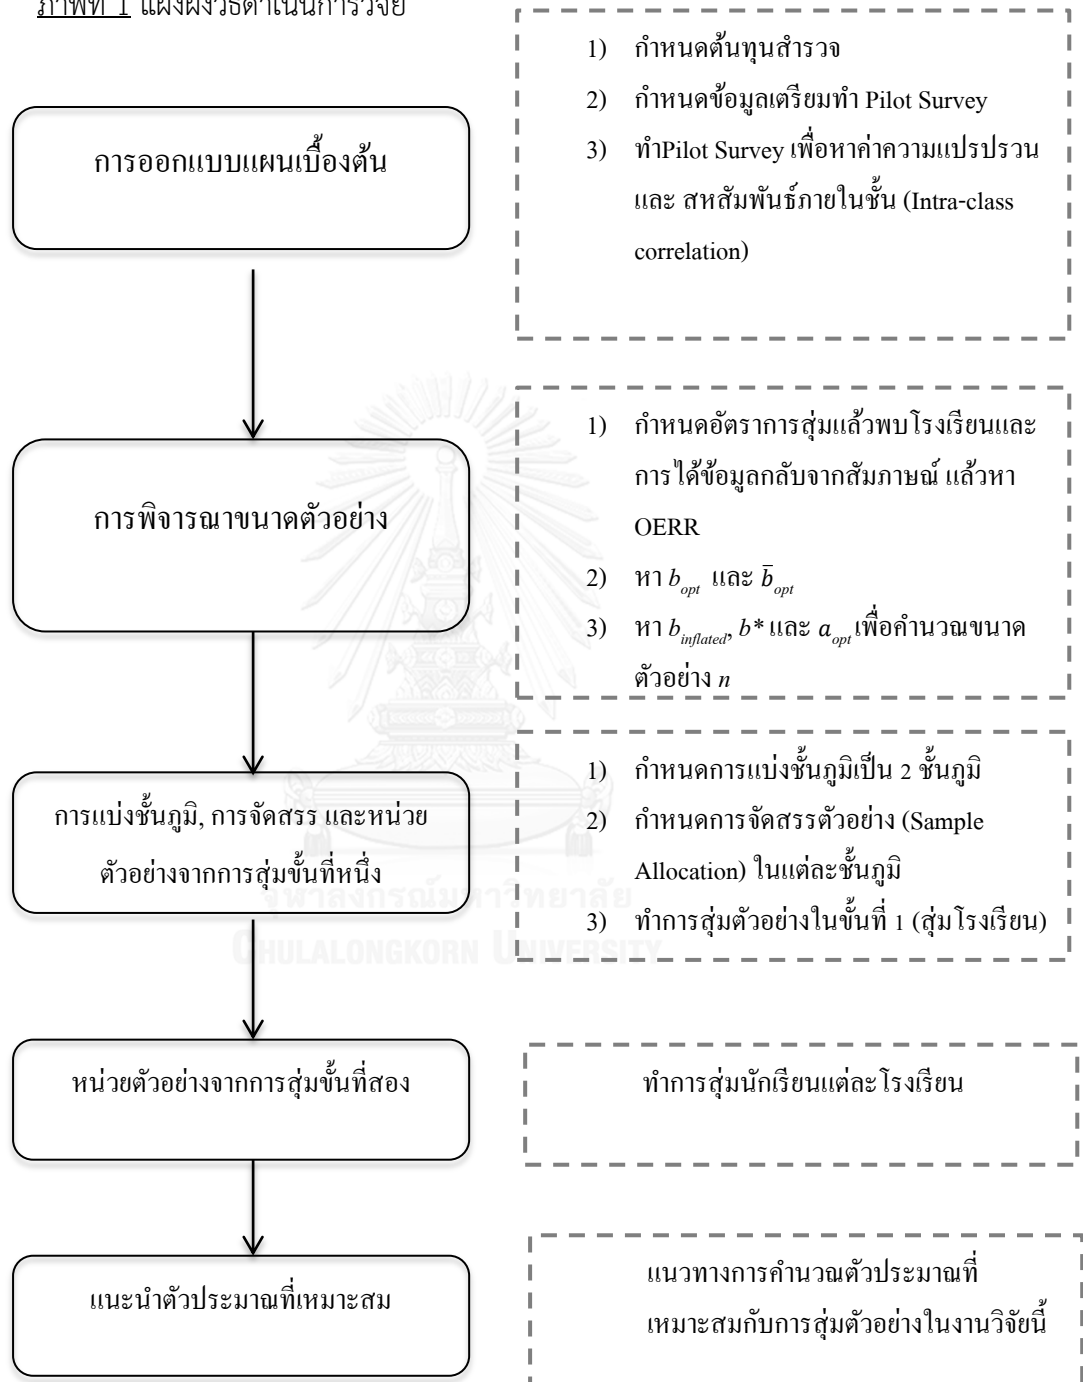 ภาพที่ 1 แผงผังวิธีดำเนินการวิจัย
การออกแบบแผนเบื้องต้น
1) กำหนดต้นทุนสำรวจ
2) กำหนดข้อมูลเตรียมทำ Pilot Survey
3) ทำPilot Survey เพื่อหาค่าความแปรปรวน
และ สหสัมพันธ์ภายในชั้น (Intra-class
correlation)
การพิจารณาขนาดตัวอย่าง
1) กำหนดอัตราการสุ่มแล้วพบโรงเรียนและ
การได้ข้อมูลกลับจากสัมภาษณ์ แล้วหา
OERR
2) หา b_opt และ b̄_opt
3) หา b_inflated, b* และ a_opt เพื่อคำนวณขนาด
ตัวอย่าง n
การแบ่งชั้นภูมิ, การจัดสรร และหน่วย
ตัวอย่างจากการสุ่มขั้นที่หนึ่ง
1) กำหนดการแบ่งชั้นภูมิเป็น 2 ชั้นภูมิ
2) กำหนดการจัดสรรตัวอย่าง (Sample
Allocation) ในแต่ละชั้นภูมิ
3) ทำการสุ่มตัวอย่างในขั้นที่ 1 (สุ่มโรงเรียน)
จุฬาลงกรณ์มหาวิทยาลัย
CHULALONGKORN UNIVERSITY
หน่วยตัวอย่างจากการสุ่มขั้นที่สอง
ทำการสุ่มนักเรียนแต่ละโรงเรียน
แนะนำตัวประมาณที่เหมาะสม
แนวทางการคำนวณตัวประมาณที่
เหมาะสมกับการสุ่มตัวอย่างในงานวิจัยนี้